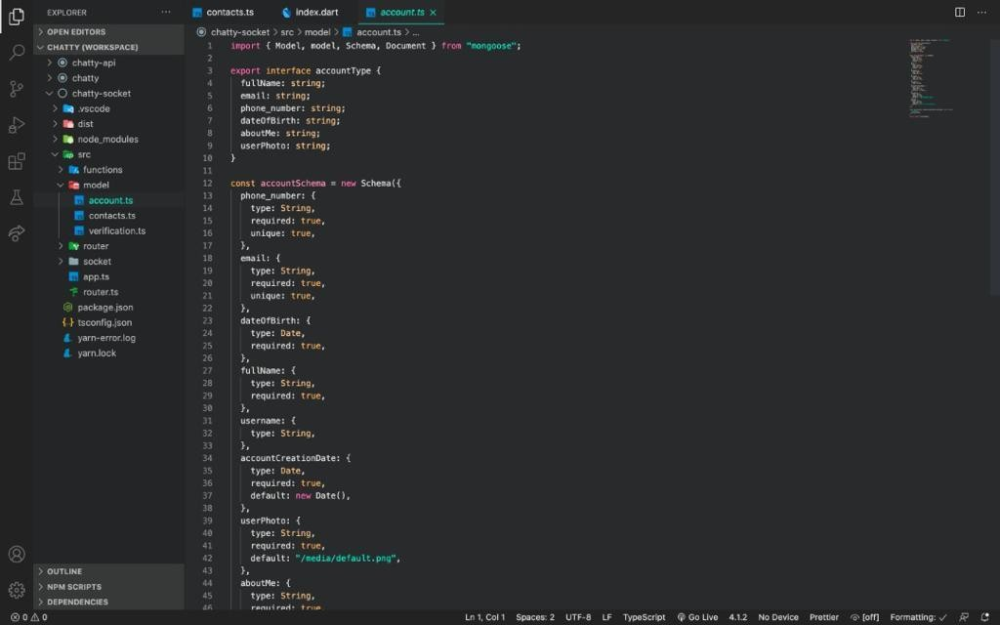 EXPLORER
contacts.ts
index.dart
account.ts
OPEN EDITORS
chatty-socket > src > model > account.ts > ...
CHATTY (WORKSPACE)
chatty-api
chatty
chatty-socket
.vscode
dist
node_modules
src
functions
model
account.ts
contacts.ts
verification.ts
router
socket
app.ts
router.ts
package.json
tsconfig.json
yarn-error.log
yarn.lock
OUTLINE
NPM SCRIPTS
DEPENDENCIES
1 import { Model, model, Schema, Document } from "mongoose";
2
3 export interface accountType {
4 fullName: string;
5 email: string;
6 phone_number: string;
7 dateOfBirth: string;
8 aboutMe: string;
9 userPhoto: string;
10 }
11
12 const accountSchema = new Schema({
13 phone_number: {
14 type: String,
15 required: true,
16 unique: true,
17 },
18 email: {
19 type: String,
20 required: true,
21 unique: true,
22 },
23 dateOfBirth: {
24 type: Date,
25 required: true,
26 },
27 fullName: {
28 type: String,
29 required: true,
30 },
31 username: {
32 type: String,
33 },
34 accountCreationDate: {
35 type: Date,
36 required: true,
37 default: new Date(),
38 },
39 userPhoto: {
40 type: String,
41 required: true,
42 default: "/media/default.png",
43 },
44 aboutMe: {
45 type: String,
46 required: true,
0 0 Ln 1, Col 1 Spaces: 2 UTF-8 LF TypeScript Go Live 4.1.2 No Device Prettier [off] Formatting: ✓